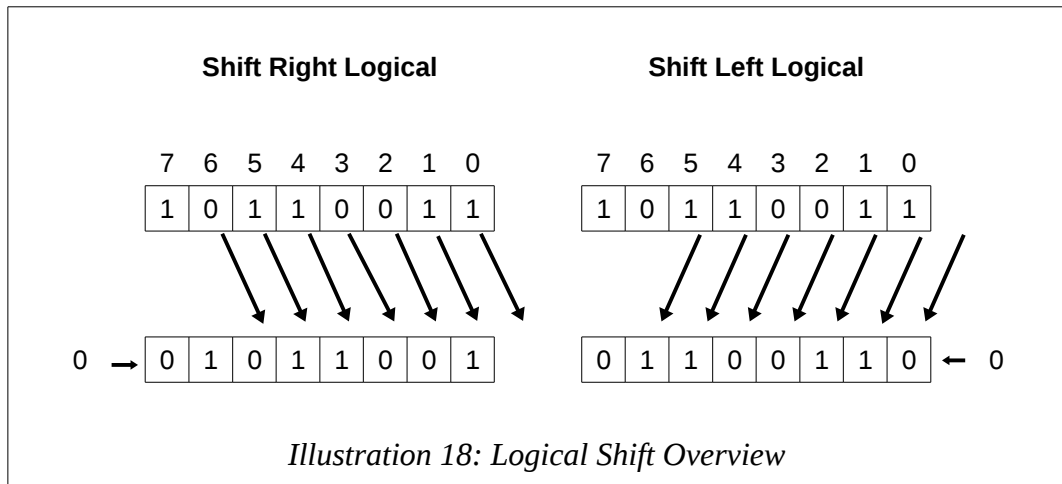 Shift Right Logical Shift Left Logical
7 6 5 4 3 2 1 0 7 6 5 4 3 2 1 0
1 0 1 1 0 0 1 1 1 0 1 1 0 0 1 1
0 0 1 0 1 1 0 0 1 0 1 1 0 0 1 1 0 0
Illustration 18: Logical Shift Overview